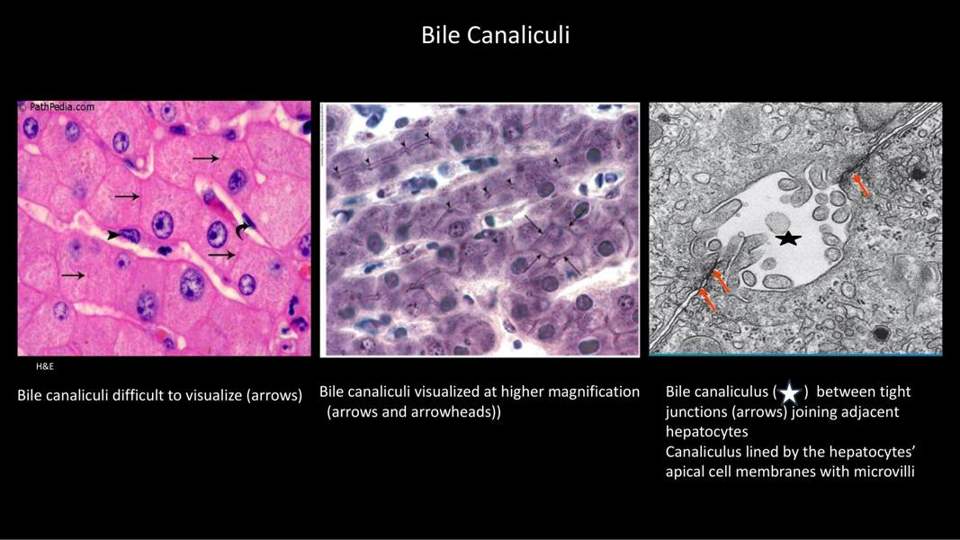 Bile Canaliculi
© PathPedia.com
H&E
Bile canaliculi difficult to visualize (arrows)
Bile canaliculi visualized at higher magnification
(arrows and arrowheads))
Bile canaliculus ( ) between tight
junctions (arrows) joining adjacent
hepatocytes
Canaliculus lined by the hepatocytes’
apical cell membranes with microvilli